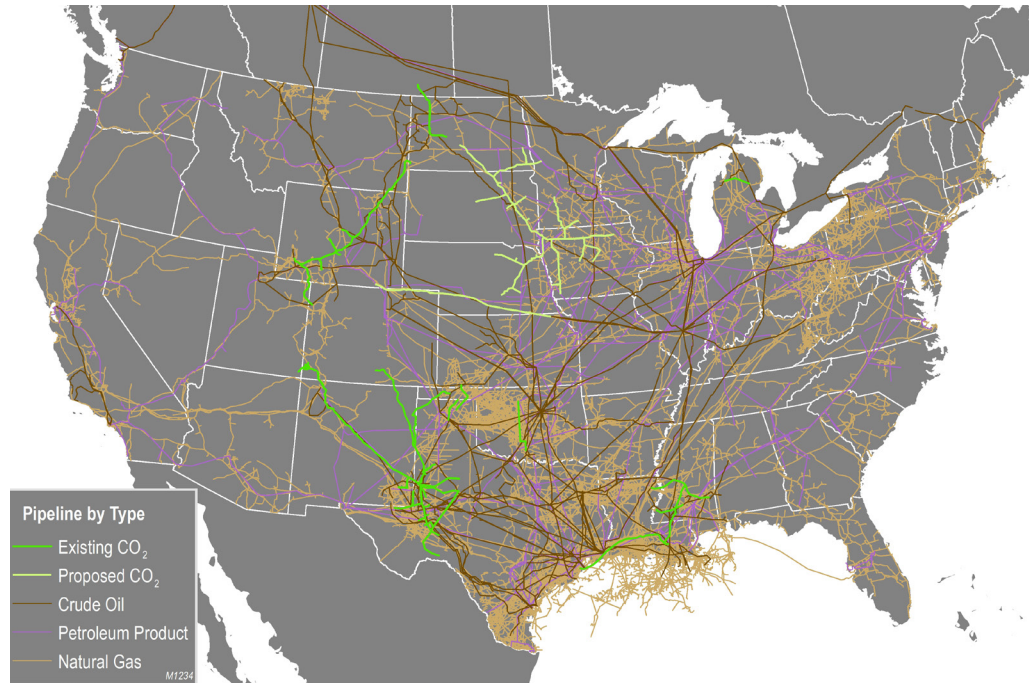 Pipeline by Type
Existing CO₂
Proposed CO₂
Crude Oil
Petroleum Product
Natural Gas
M1234